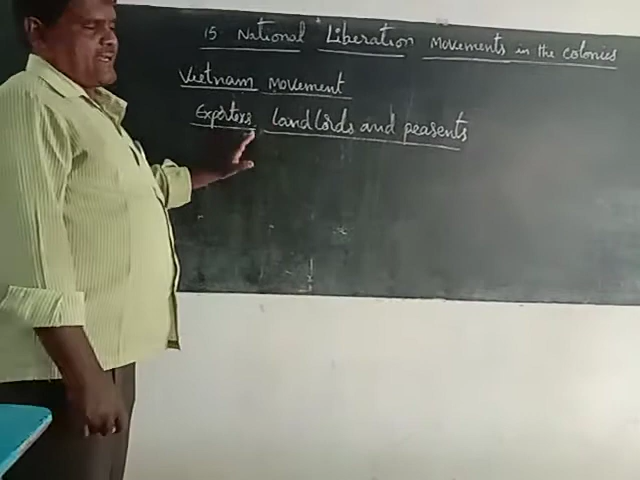 15 National Liberation Movements in the colonies
Vietnam movement
Exporters, landlords and peasents